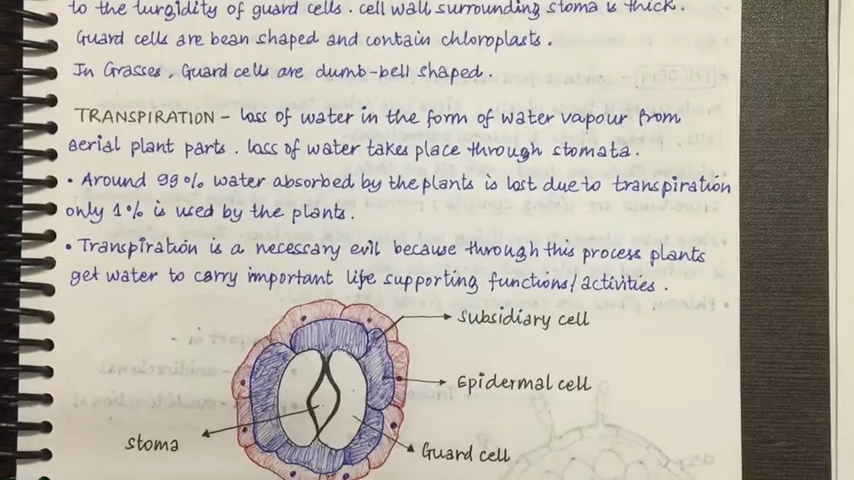 to the turgidity of guard cells. cell wall surrounding stoma is thick.
Guard cells are bean shaped and contain chloroplasts.
In Grasses, Guard cells are dumb-bell shaped.
TRANSPIRATION - loss of water in the form of water vapour from
aerial plant parts. loss of water takes place through stomata.
• Around 99% water absorbed by the plants is lost due to transpiration
only 1% is used by the plants.
• Transpiration is a necessary evil because through this process plants
get water to carry important life supporting functions/activities.
Subsidiary cell
Epidermal cell
stoma
Guard cell